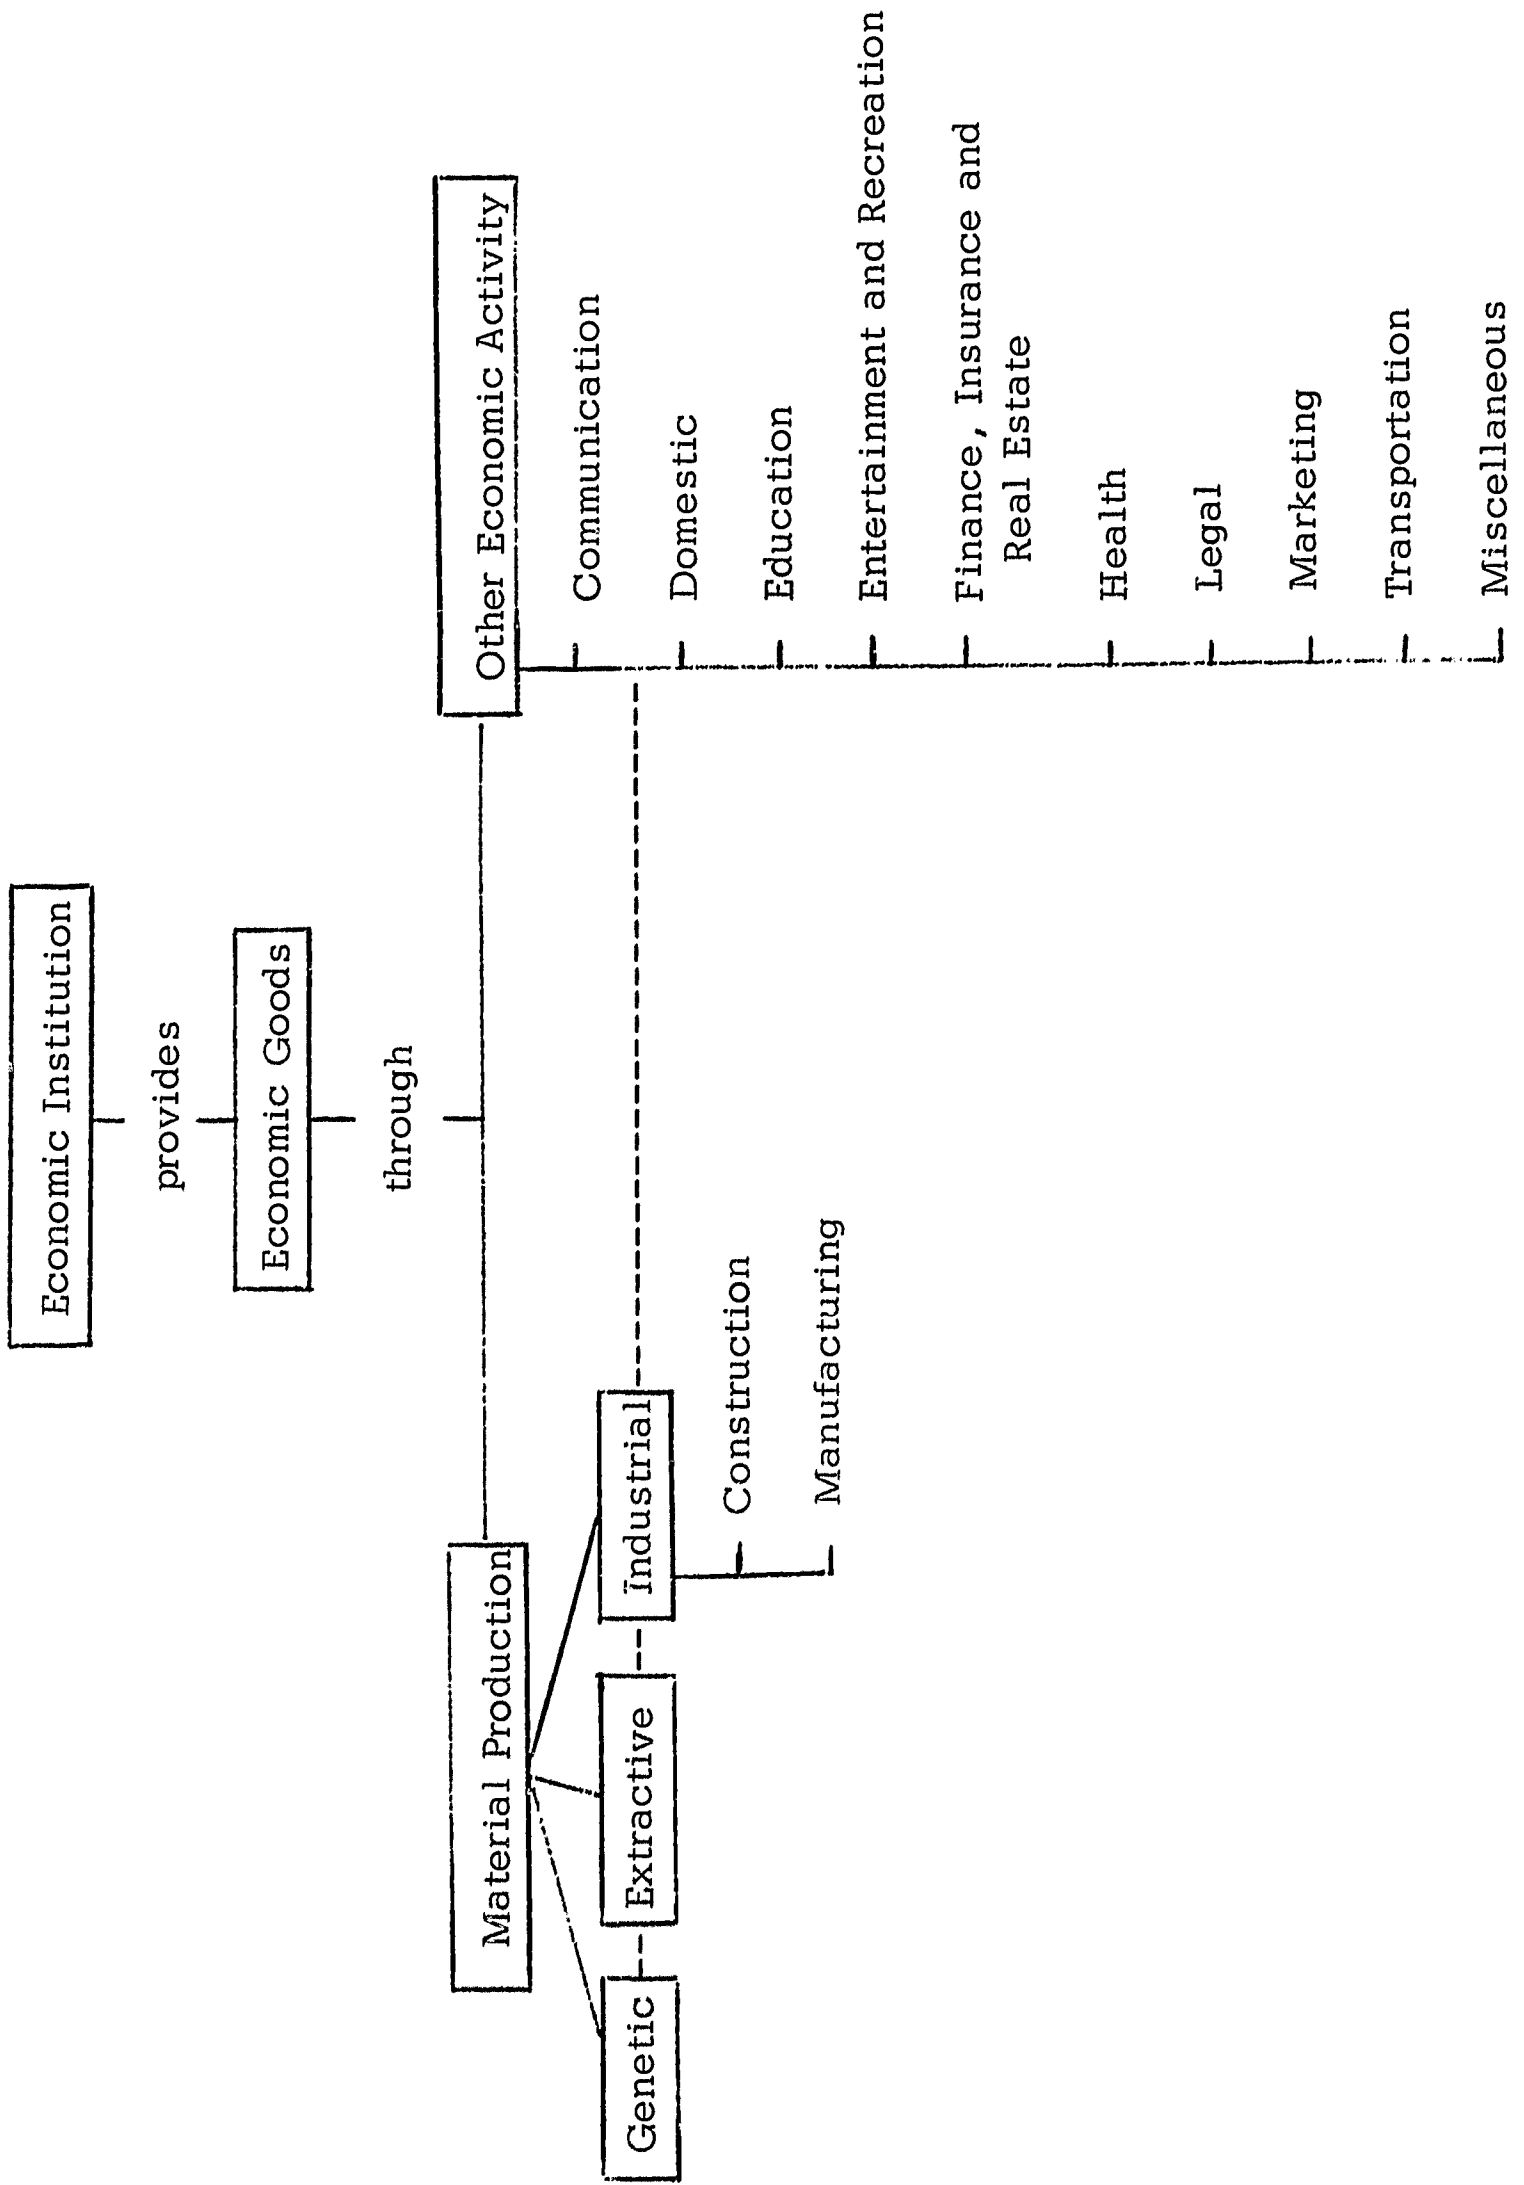 Economic Institution
provides
Economic Goods
through
Material Production
Other Economic Activity
Genetic
Extractive
Industrial
Construction
Manufacturing
Communication
Domestic
Education
Entertainment and Recreation
Finance, Insurance and
Real Estate
Health
Legal
Marketing
Transportation
Miscellaneous